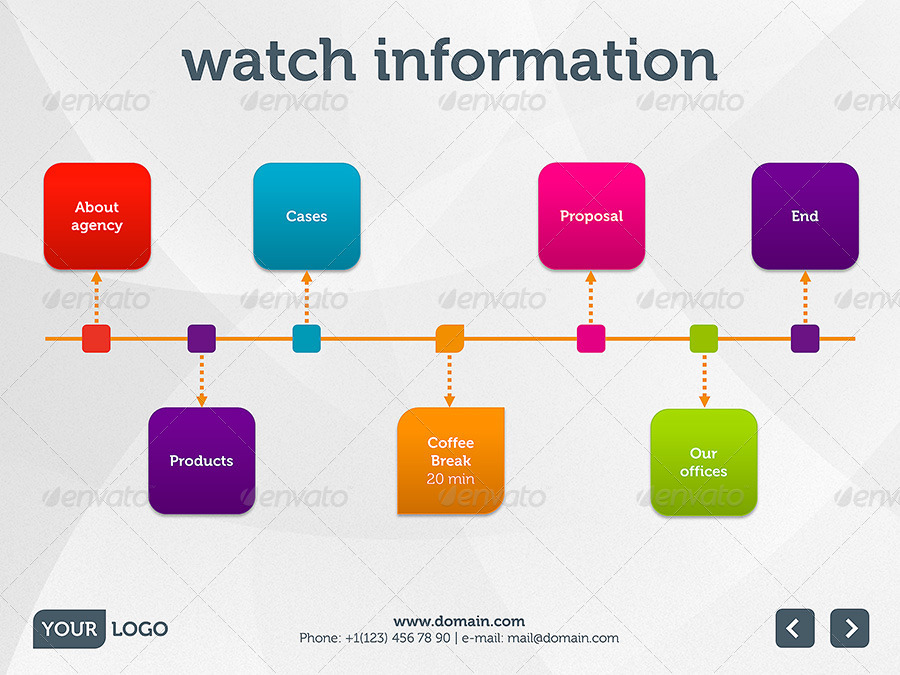 watch information
envato envato envato envato envato
About
agency
Cases
Proposal
End
envato envato envato envato envato
Products
Coffee
Break
20 min
Our
offices
envato envato envato envato
YOUR LOGO
www.domain.com
Phone: +1(123) 456 78 90 | e-mail: mail@domain.com